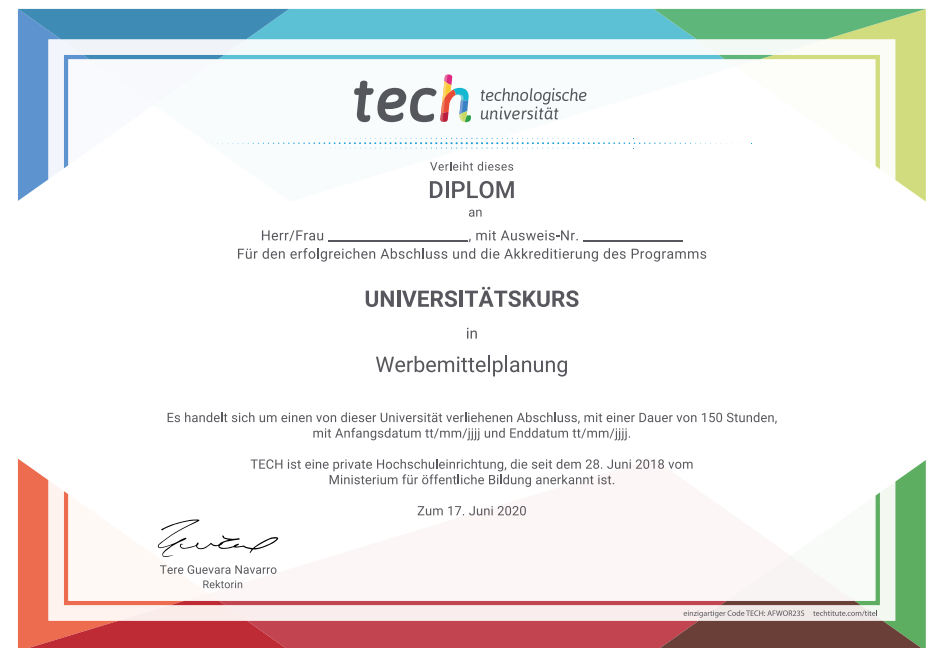 tech technologische
universität
Verleiht dieses
DIPLOM
an
Herr/Frau ____________________, mit Ausweis-Nr. ______________
Für den erfolgreichen Abschluss und die Akkreditierung des Programms
UNIVERSITÄTSKURS
in
Werbemittelplanung
Es handelt sich um einen von dieser Universität verliehenen Abschluss, mit einer Dauer von 150 Stunden,
mit Anfangsdatum tt/mm/jjjj und Enddatum tt/mm/jjjj.
TECH ist eine private Hochschuleinrichtung, die seit dem 28. Juni 2018 vom
Ministerium für öffentliche Bildung anerkannt ist.
Zum 17. Juni 2020
Tere Guevara Navarro
Rektorin
einzigartiger Code TECH: AFWOR23S techtitute.com/titel